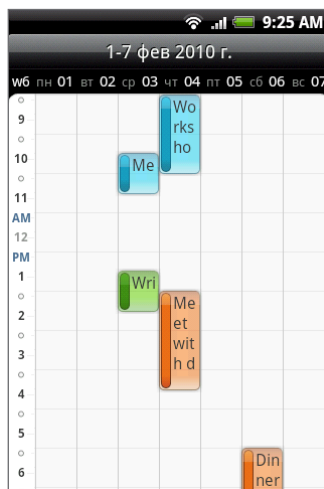 9:25 AM
1-7 фев 2010 г.
w6 пн 01 вт 02 ср 03 чт 04 пт 05 сб 06 вс 07
Wo
rks
ho
9
10
Me
11
AM
12
PM
1
Wri
Me
et
wit
h d
2
3
4
5
Din
ner
6